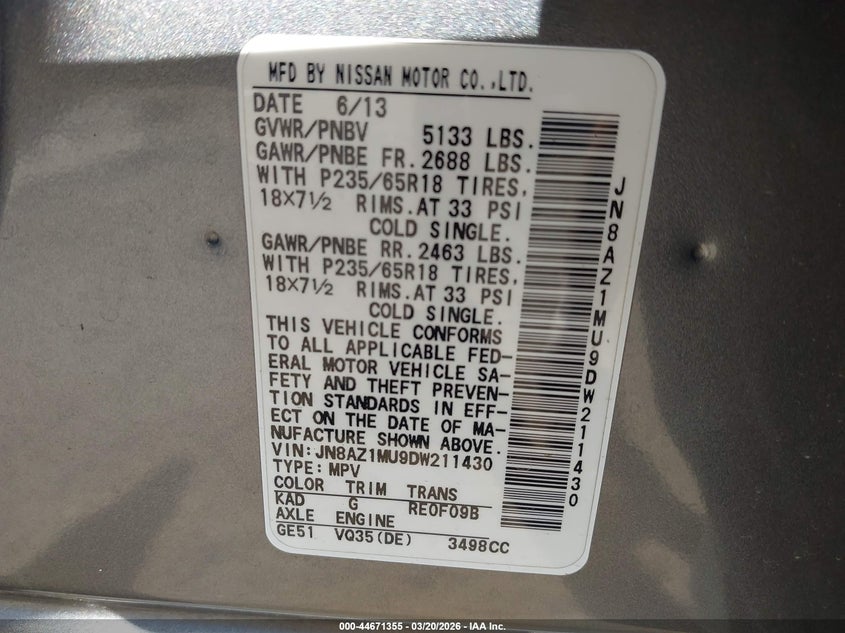 MFD BY NISSAN MOTOR CO.,LTD.
DATE 6/13
GVWR/PNBV 5133 LBS.
GAWR/PNBE FR. 2688 LBS.
WITH P235/65R18 TIRES,
18×7½ RIMS.AT 33 PSI
COLD SINGLE.
GAWR/PNBE RR. 2463 LBS.
WITH P235/65R18 TIRES,
18×7½ RIMS.AT 33 PSI
COLD SINGLE.
THIS VEHICLE CONFORMS
TO ALL APPLICABLE FED-
ERAL MOTOR VEHICLE SA-
FETY AND THEFT PREVEN-
TION STANDARDS IN EFF-
ECT ON THE DATE OF MA-
NUFACTURE SHOWN ABOVE.
VIN:JN8AZ1MU9DW211430
TYPE:MPV
COLOR TRIM TRANS
KAD G RE0F09B
AXLE ENGINE
GE51 VQ35(DE) 3498CC
JN8AZ1MU9DW211430
000-44671355 | 03/20/2026 - IAA Inc.